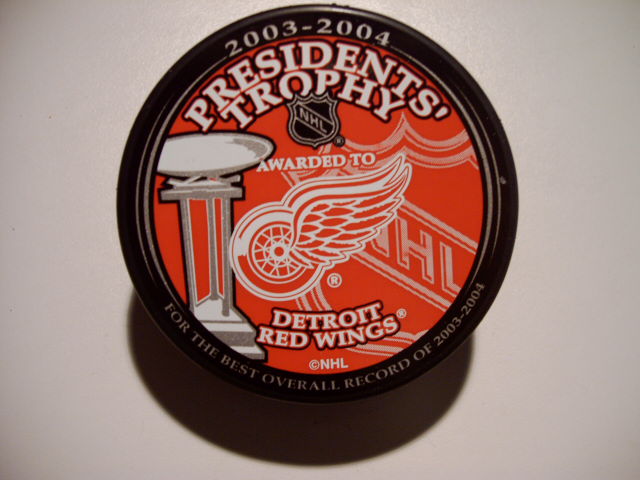 2003-2004
PRESIDENTS'
TROPHY
NHL
®
AWARDED TO
NHL
®
DETROIT
RED WINGS®
©NHL
FOR THE BEST OVERALL RECORD OF 2003-2004